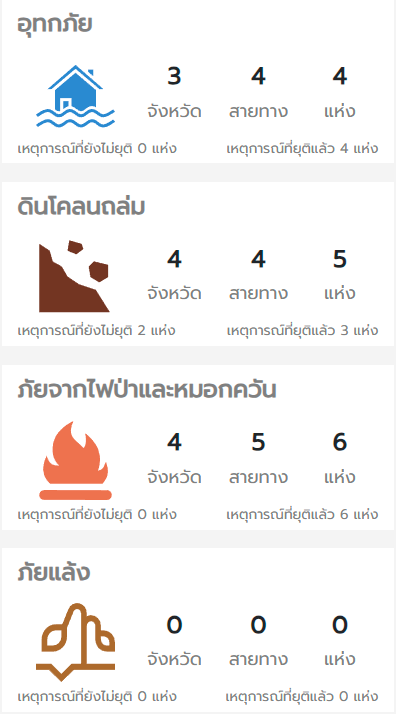 อุทกภัย
3 4 4
จังหวัด สายทาง แห่ง
เหตุการณ์ที่ยังไม่ยุติ 0 แห่ง เหตุการณ์ที่ยุติแล้ว 4 แห่ง
ดินโคลนถล่ม
4 4 5
จังหวัด สายทาง แห่ง
เหตุการณ์ที่ยังไม่ยุติ 2 แห่ง เหตุการณ์ที่ยุติแล้ว 3 แห่ง
ภัยจากไฟป่าและหมอกควัน
4 5 6
จังหวัด สายทาง แห่ง
เหตุการณ์ที่ยังไม่ยุติ 0 แห่ง เหตุการณ์ที่ยุติแล้ว 6 แห่ง
ภัยแล้ง
0 0 0
จังหวัด สายทาง แห่ง
เหตุการณ์ที่ยังไม่ยุติ 0 แห่ง เหตุการณ์ที่ยุติแล้ว 0 แห่ง